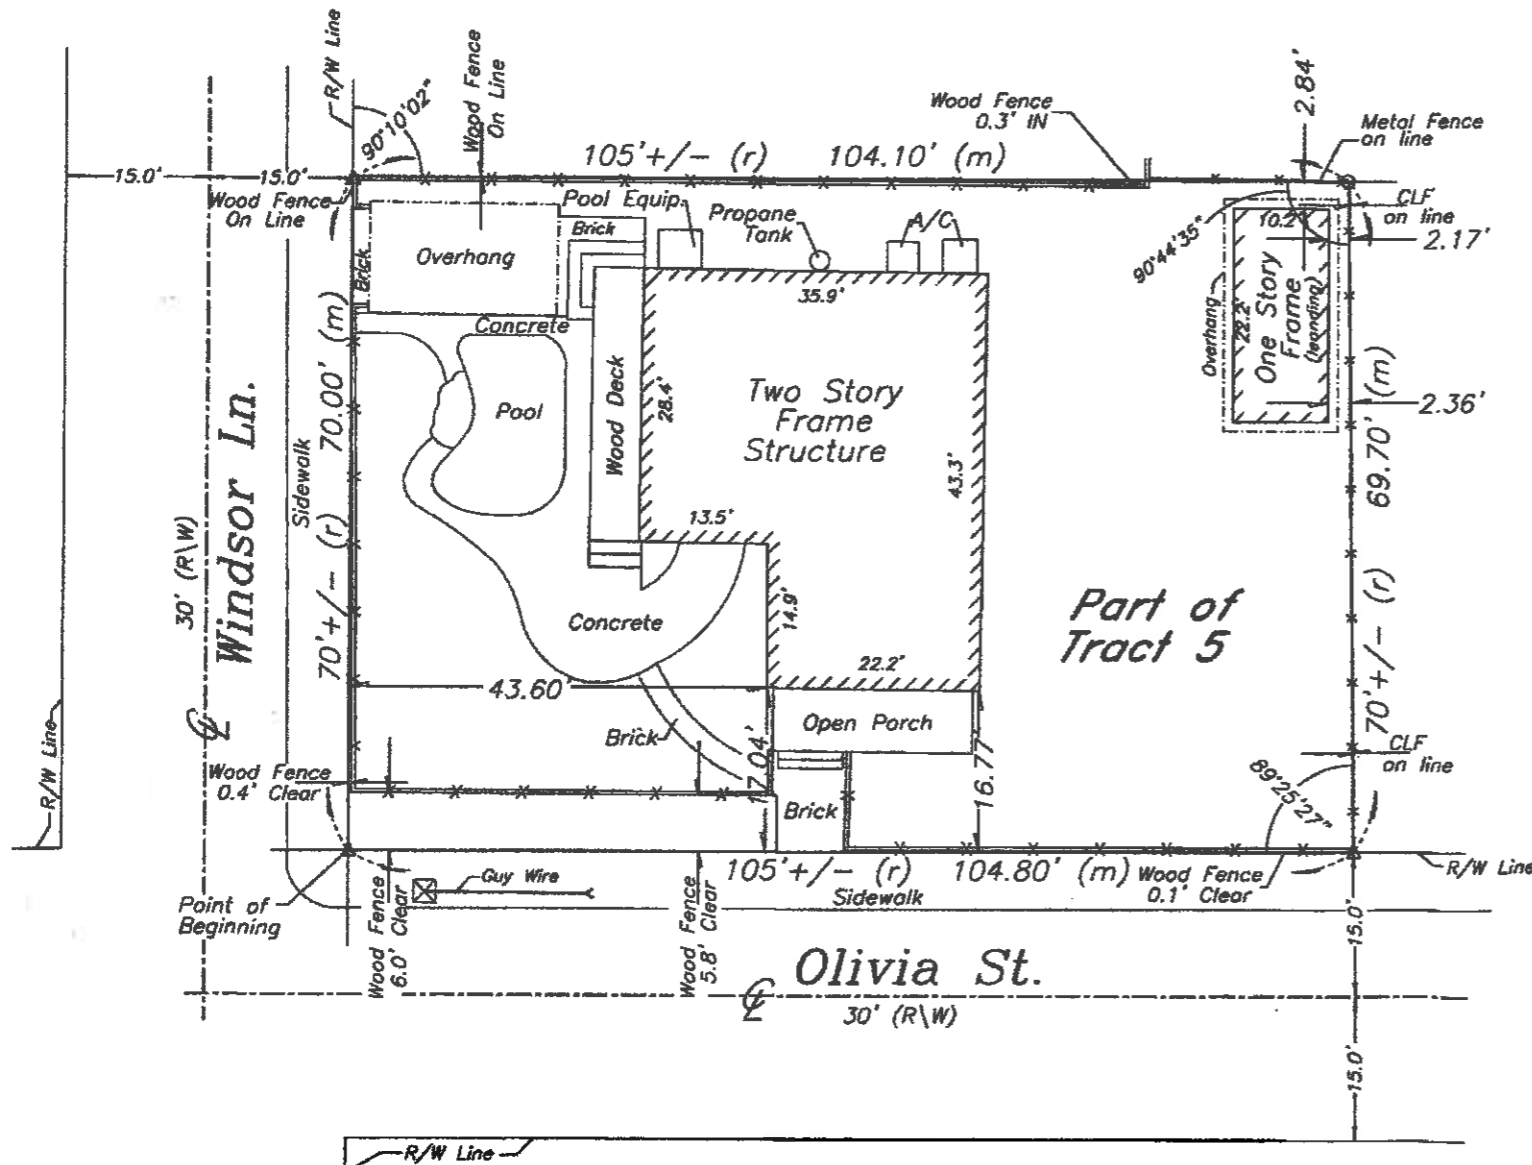 R/W Line
Wood Fence
On Line
90°10'02"
2.84'
Wood Fence
0.3' IN
Metal Fence
on line
105'+/- (r)
104.10' (m)
15.0'
15.0'
Wood Fence
On Line
Pool Equip.
Propane
Tank
A/C
CLF
on line
10.2'
2.17'
90°44'35"
Brick
Overhang
Brick
35.9'
Concrete
Overhang
22.2'
One Story
Frame
(leanding)
70.00' (m)
Pool
Wood Deck
28.4'
Two Story
Frame
Structure
43.3'
2.36'
69.70' (m)
Windsor Ln.
Sidewalk
30' (R\W)
70'+/- (r)
13.5'
14.9'
Concrete
Part of
Tract 5
22.2'
70'+/- (r)
43.60'
Open Porch
Brick
17.04'
16.77'
CLF
on line
R/W Line
Wood Fence
0.4' Clear
Brick
89°25'27"
105'+/- (r)
104.80' (m)
Wood Fence
0.1' Clear
R/W Line
Guy Wire
Sidewalk
Point of
Beginning
Wood Fence
6.0' Clear
Wood Fence
5.8' Clear
15.0'
Olivia St.
30' (R\W)
15.0'
R/W Line